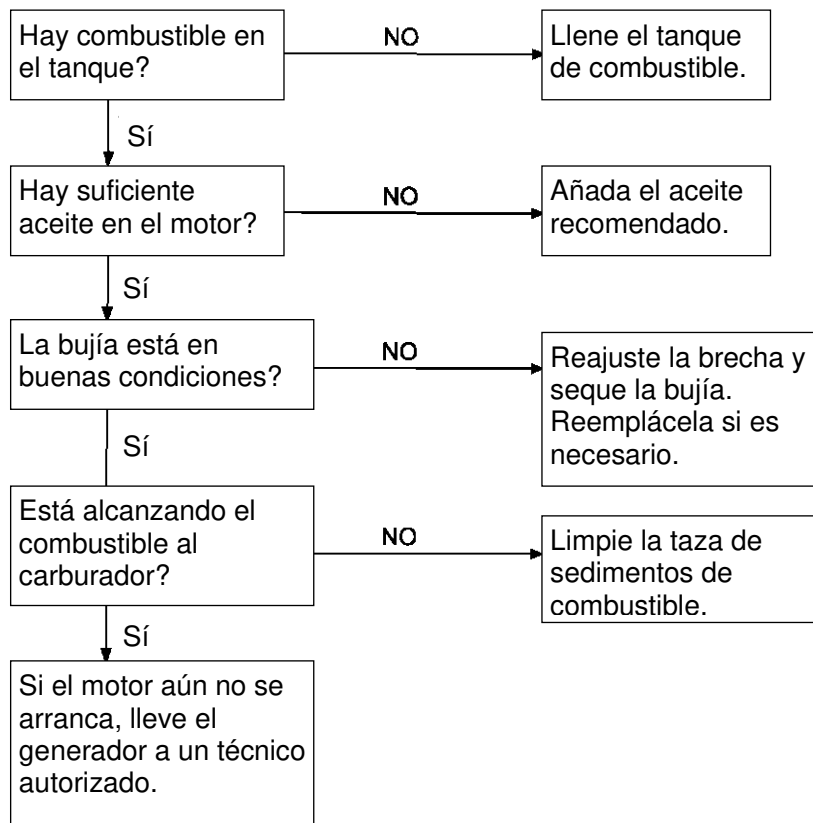 Hay combustible en
el tanque?
NO
Llene el tanque
de combustible.
Sí
Hay suficiente
aceite en el motor?
NO
Añada el aceite
recomendado.
Sí
La bujía está en
buenas condiciones?
NO
Reajuste la brecha y
seque la bujía.
Reemplácela si es
necesario.
Sí
Está alcanzando el
combustible al
carburador?
NO
Limpie la taza de
sedimentos de
combustible.
Sí
Si el motor aún no se
arranca, lleve el
generador a un técnico
autorizado.